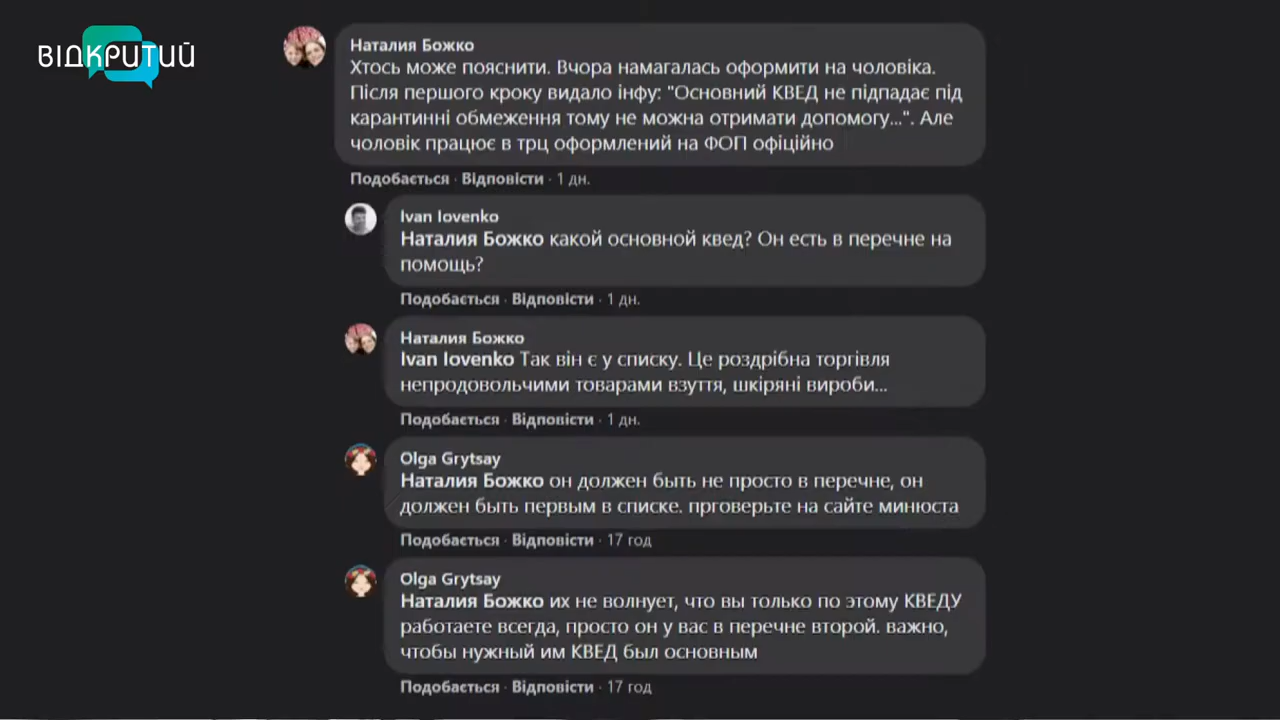 ВІДКРИТИЙ
Наталия Божко
Хтось може пояснити. Вчора намагалась оформити на чоловіка.
Після першого кроку видало інфу: "Основний КВЕД не підпадає під
карантинні обмеження тому не можна отримати допомогу...". Але
чоловік працює в трц оформлений на ФОП офіційно
Подобається · Відповісти · 1 дн.
Ivan Iovenko
Наталия Божко какой основной квед? Он есть в перечне на
помощь?
Подобається · Відповісти · 1 дн.
Наталия Божко
Ivan Iovenko Так він є у списку. Це роздрібна торгівля
непродовольчими товарами взуття, шкіряні вироби...
Подобається · Відповісти · 1 дн.
Olga Grytsay
Наталия Божко он должен быть не просто в перечне, он
должен быть первым в списке. прговерьте на сайте минюста
Подобається · Відповісти · 17 год
Olga Grytsay
Наталия Божко их не волнует, что вы только по этому КВЕДУ
работаете всегда, просто он у вас в перечне второй. важно,
чтобы нужный им КВЕД был основным
Подобається · Відповісти · 17 год